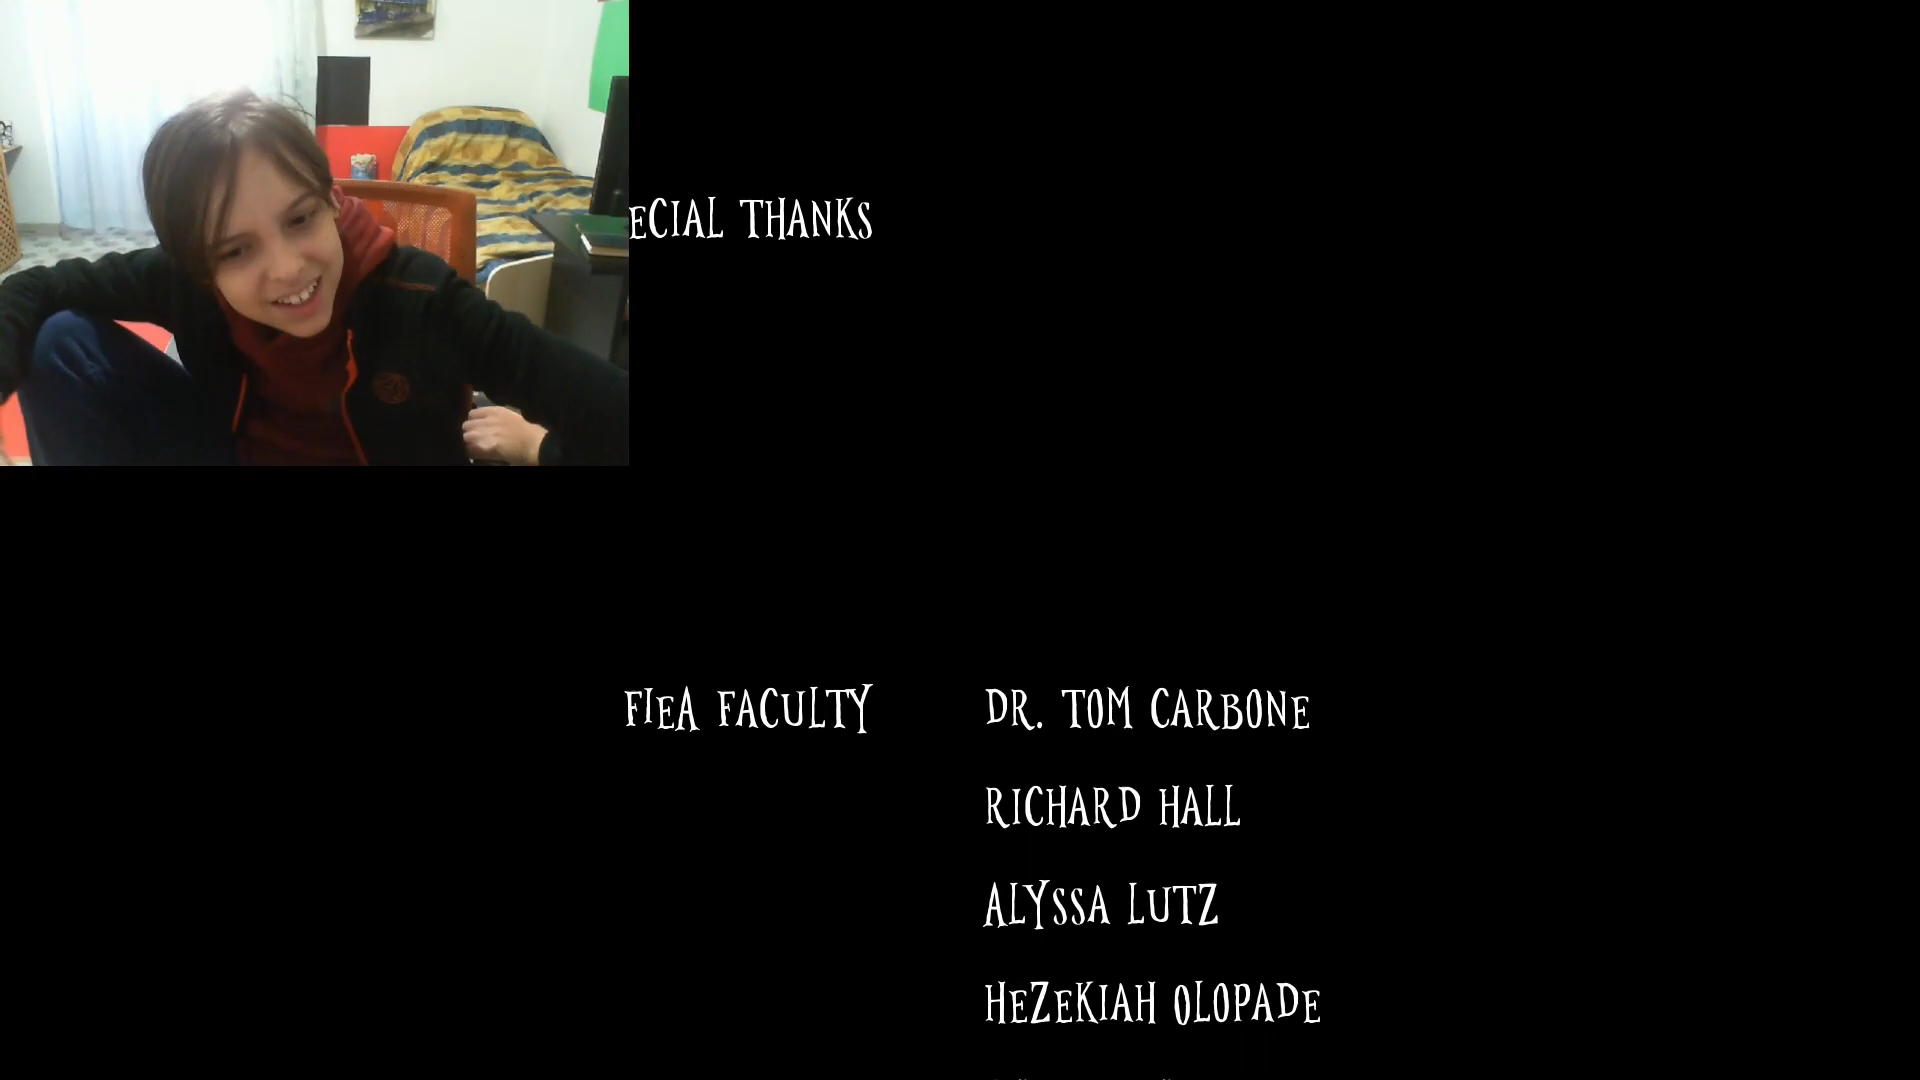 ECIAL THANKS
FIEA FACULTY
DR. TOM CARBONE
RICHARD HALL
ALYSSA LUTZ
HEZEKIAH OLOPADE